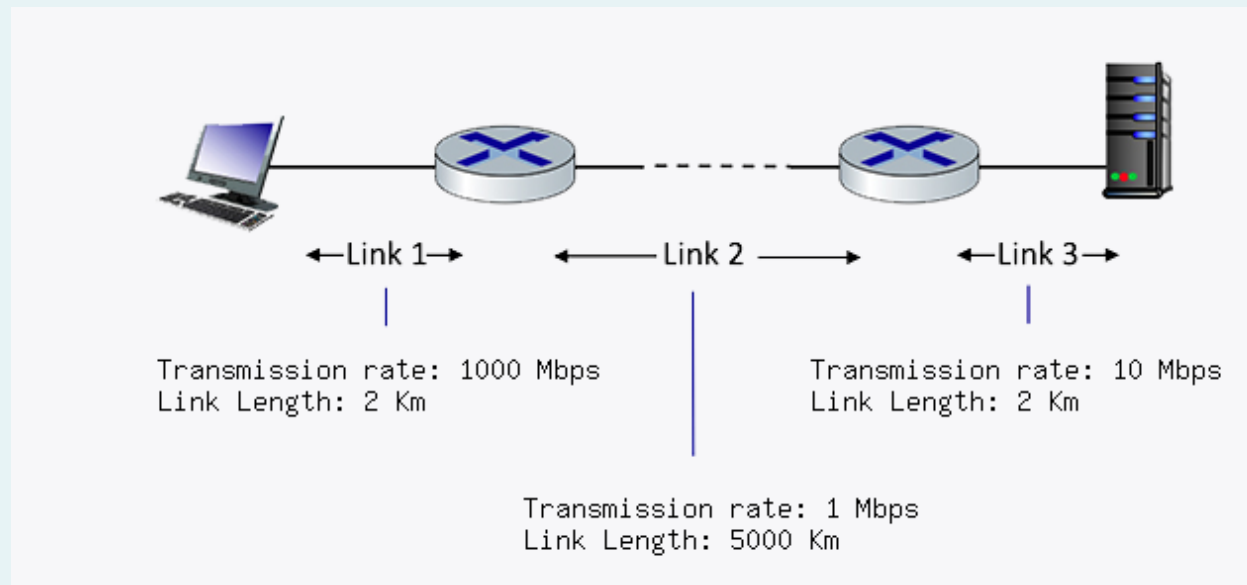 Link 1
Link 2
Link 3
Transmission rate: 1000 Mbps
Link Length: 2 Km
Transmission rate: 10 Mbps
Link Length: 2 Km
Transmission rate: 1 Mbps
Link Length: 5000 Km